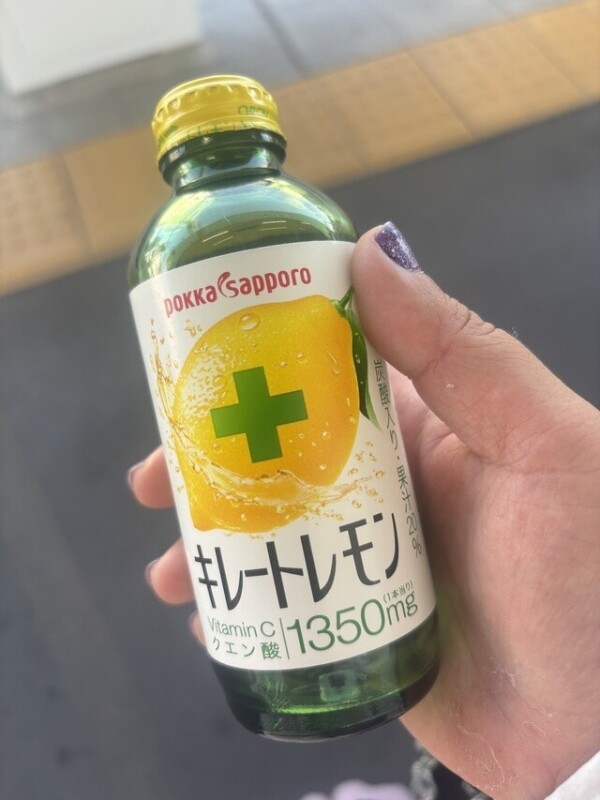 pokka sapporo
炭酸入り・果汁20%
キレートレモン
Vitamin C
クエン酸
1350mg
(1本当り)